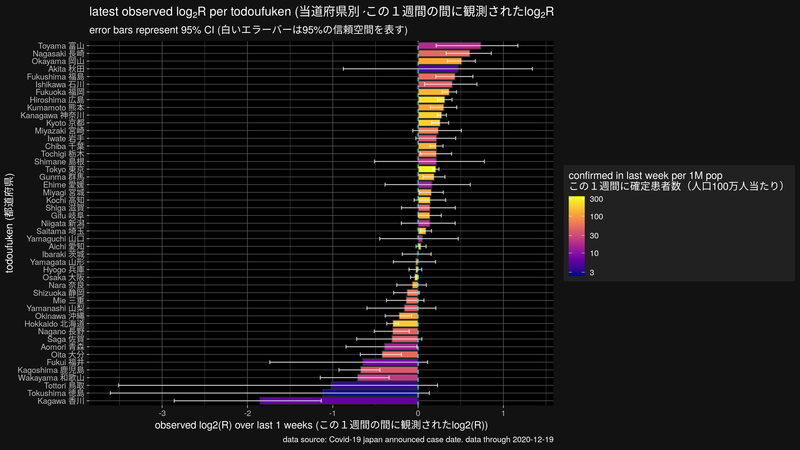 latest observed log₂R per todoufuken (当道府県別·この１週間の間に観測されたlog₂R
error bars represent 95% CI (白いエラーバーは95%の信頼空間を表す)
todoufuken (都道府県)
Toyama 富山
Nagasaki 長崎
Okayama 岡山
Akita 秋田
Fukushima 福島
Ishikawa 石川
Fukuoka 福岡
Hiroshima 広島
Kumamoto 熊本
Kanagawa 神奈川
Kyoto 京都
Miyazaki 宮崎
Iwate 岩手
Chiba 千葉
Tochigi 栃木
Shimane 島根
Tokyo 東京
Gunma 群馬
Ehime 愛媛
Miyagi 宮城
Kochi 高知
Shiga 滋賀
Gifu 岐阜
Niigata 新潟
Saitama 埼玉
Yamaguchi 山口
Aichi 愛知
Ibaraki 茨城
Yamagata 山形
Hyogo 兵庫
Osaka 大阪
Nara 奈良
Shizuoka 静岡
Mie 三重
Yamanashi 山梨
Okinawa 沖縄
Hokkaido 北海道
Nagano 長野
Saga 佐賀
Aomori 青森
Oita 大分
Fukui 福井
Kagoshima 鹿児島
Wakayama 和歌山
Tottori 鳥取
Tokushima 徳島
Kagawa 香川
-3 -2 -1 0 1
observed log2(R) over last 1 weeks (この１週間の間に観測されたlog2(R))
data source: Covid-19 japan announced case date. data through 2020-12-19
confirmed in last week per 1M pop
この１週間に確定患者数（人口100万人当たり）
300
100
30
10
3